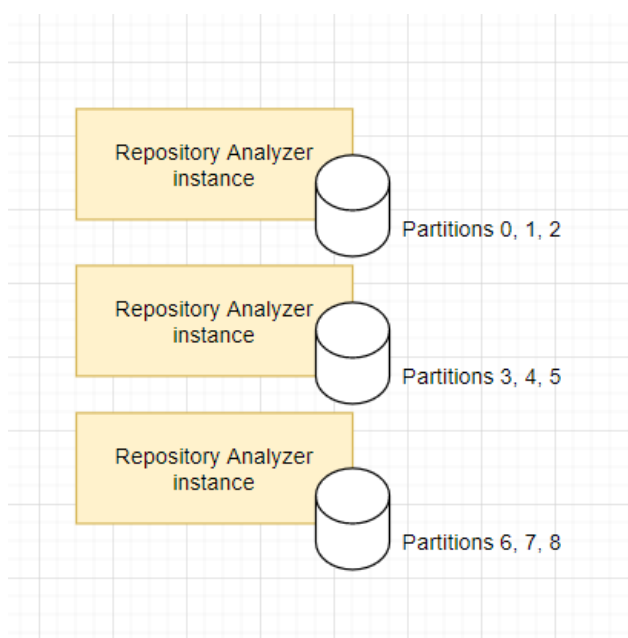 Repository Analyzer
instance
Partitions 0, 1, 2
Repository Analyzer
instance
Partitions 3, 4, 5
Repository Analyzer
instance
Partitions 6, 7, 8